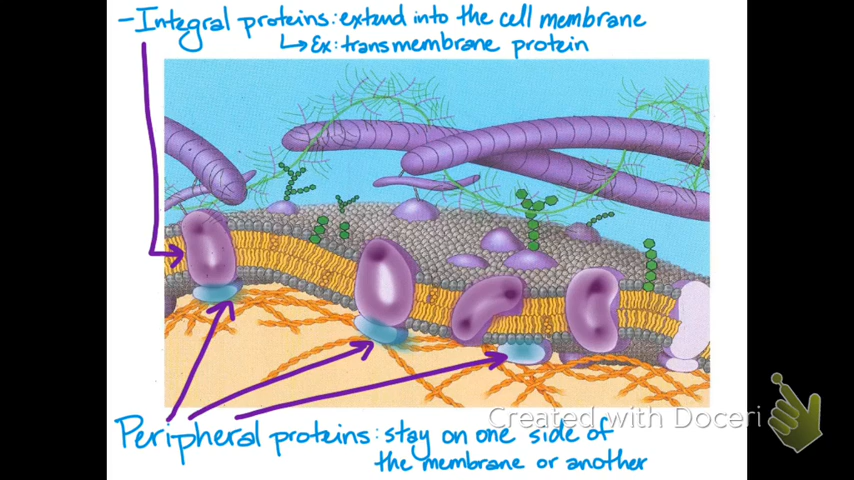 - Integral proteins: extend into the cell membrane
↳ Ex: transmembrane protein
Created with Doceri
Peripheral proteins: stay on one side of
the membrane or another